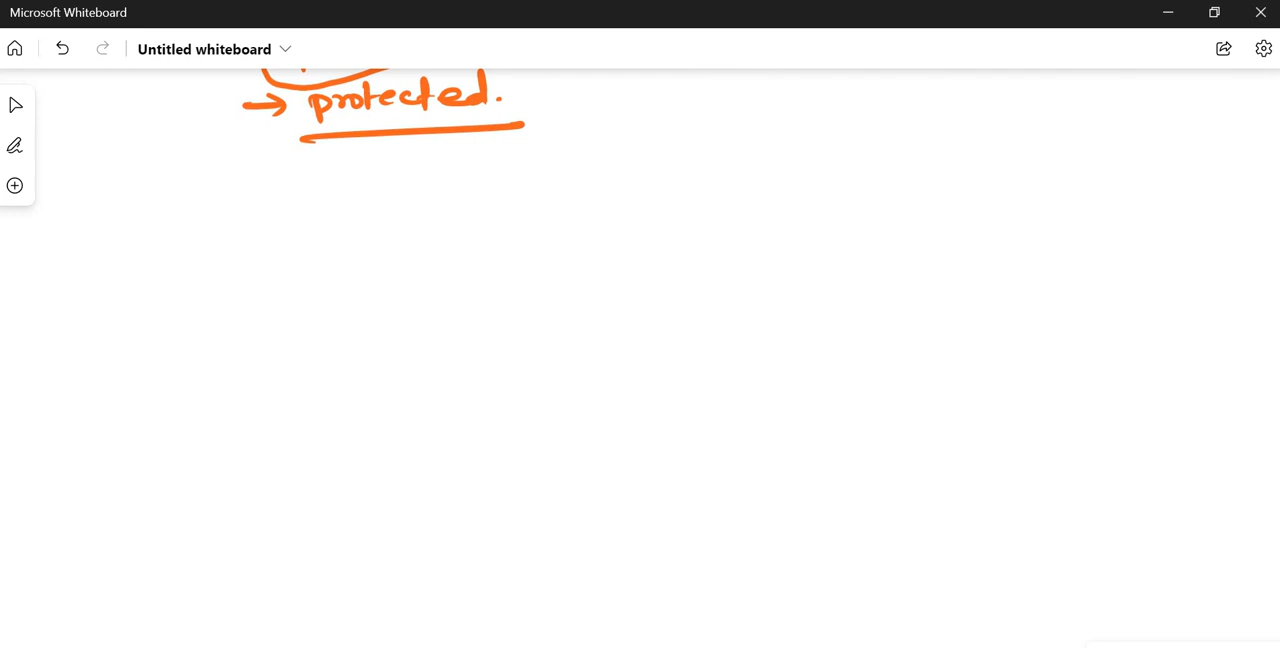 Microsoft Whiteboard
Untitled whiteboard
→ protected.